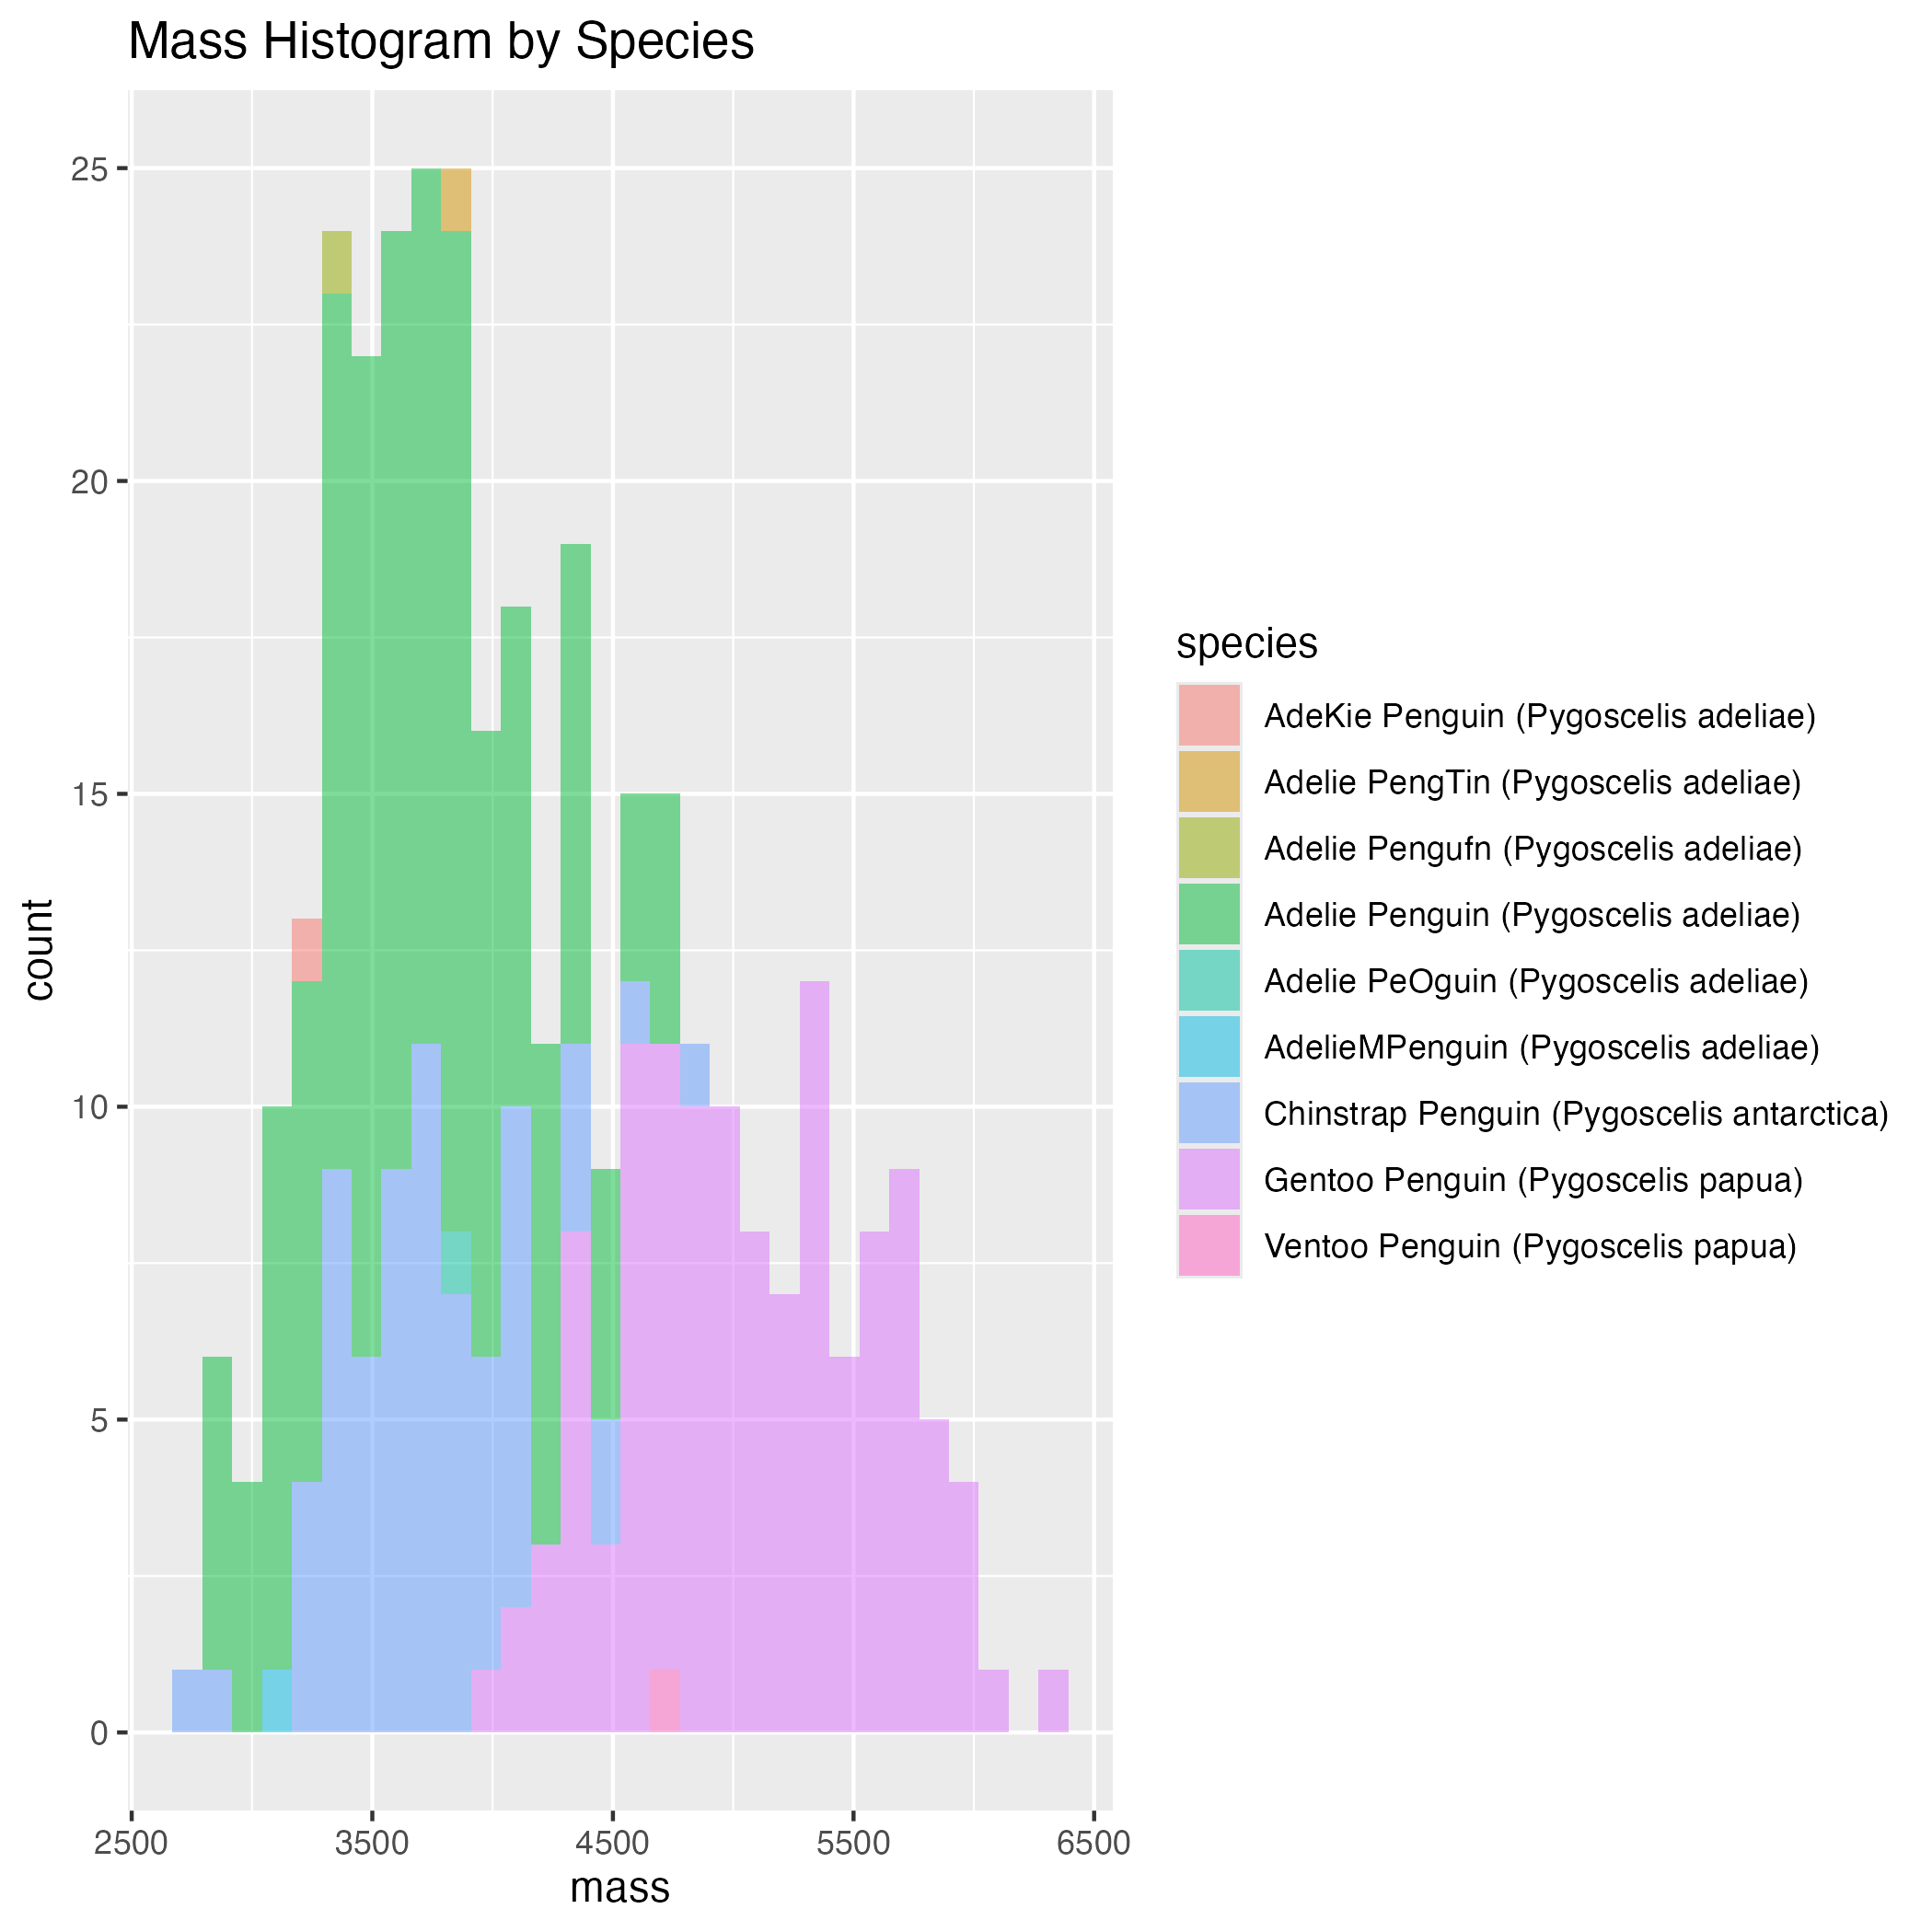 Mass Histogram by Species
25
20
15
10
5
0
count
2500 3500 4500 5500 6500
mass
species
AdeKie Penguin (Pygoscelis adeliae)
Adelie PengTin (Pygoscelis adeliae)
Adelie Pengufn (Pygoscelis adeliae)
Adelie Penguin (Pygoscelis adeliae)
Adelie PeOguin (Pygoscelis adeliae)
AdelieMPenguin (Pygoscelis adeliae)
Chinstrap Penguin (Pygoscelis antarctica)
Gentoo Penguin (Pygoscelis papua)
Ventoo Penguin (Pygoscelis papua)